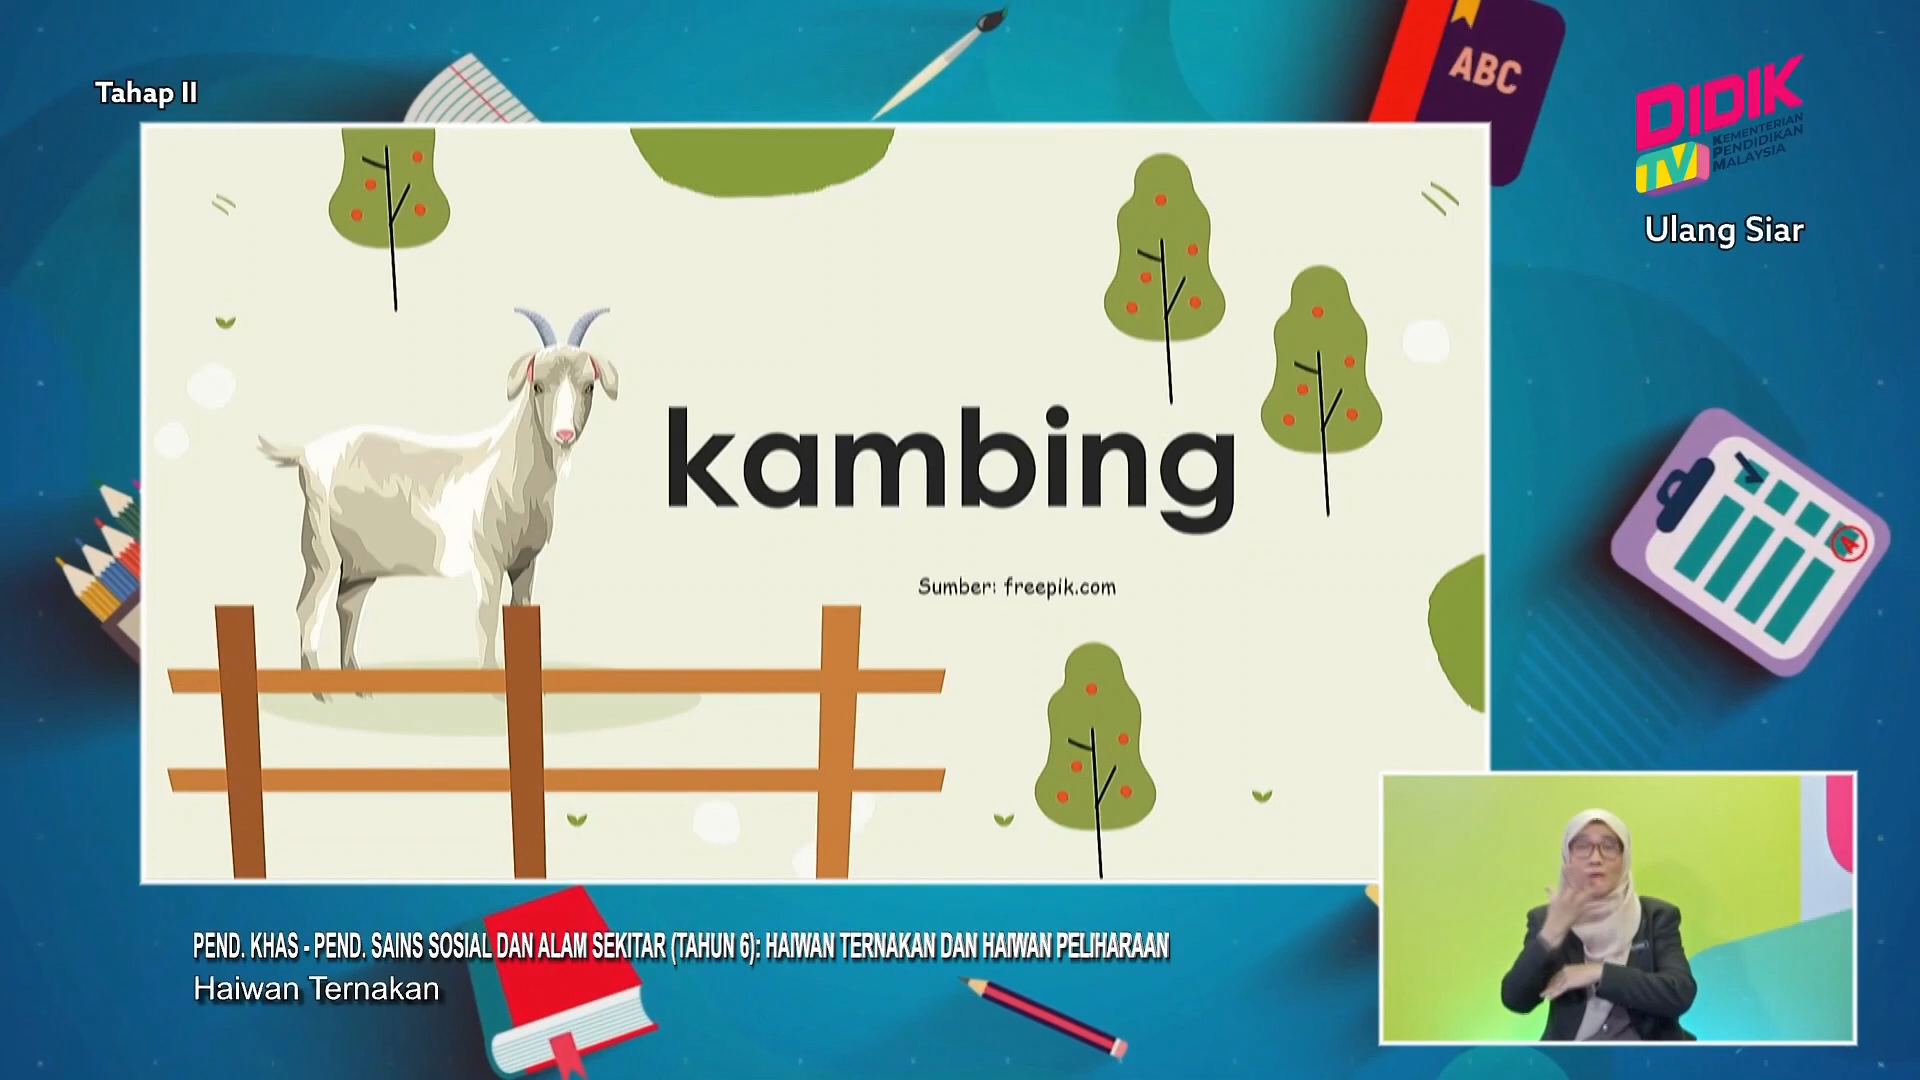 Tahap II
ABC
DIDIK
TV
KEMENTERIAN
PENDIDIKAN
MALAYSIA
Ulang Siar
kambing
Sumber: freepik.com
A
PEND. KHAS - PEND. SAINS SOSIAL DAN ALAM SEKITAR (TAHUN 6): HAIWAN TERNAKAN DAN HAIWAN PELIHARAAN
Haiwan Ternakan